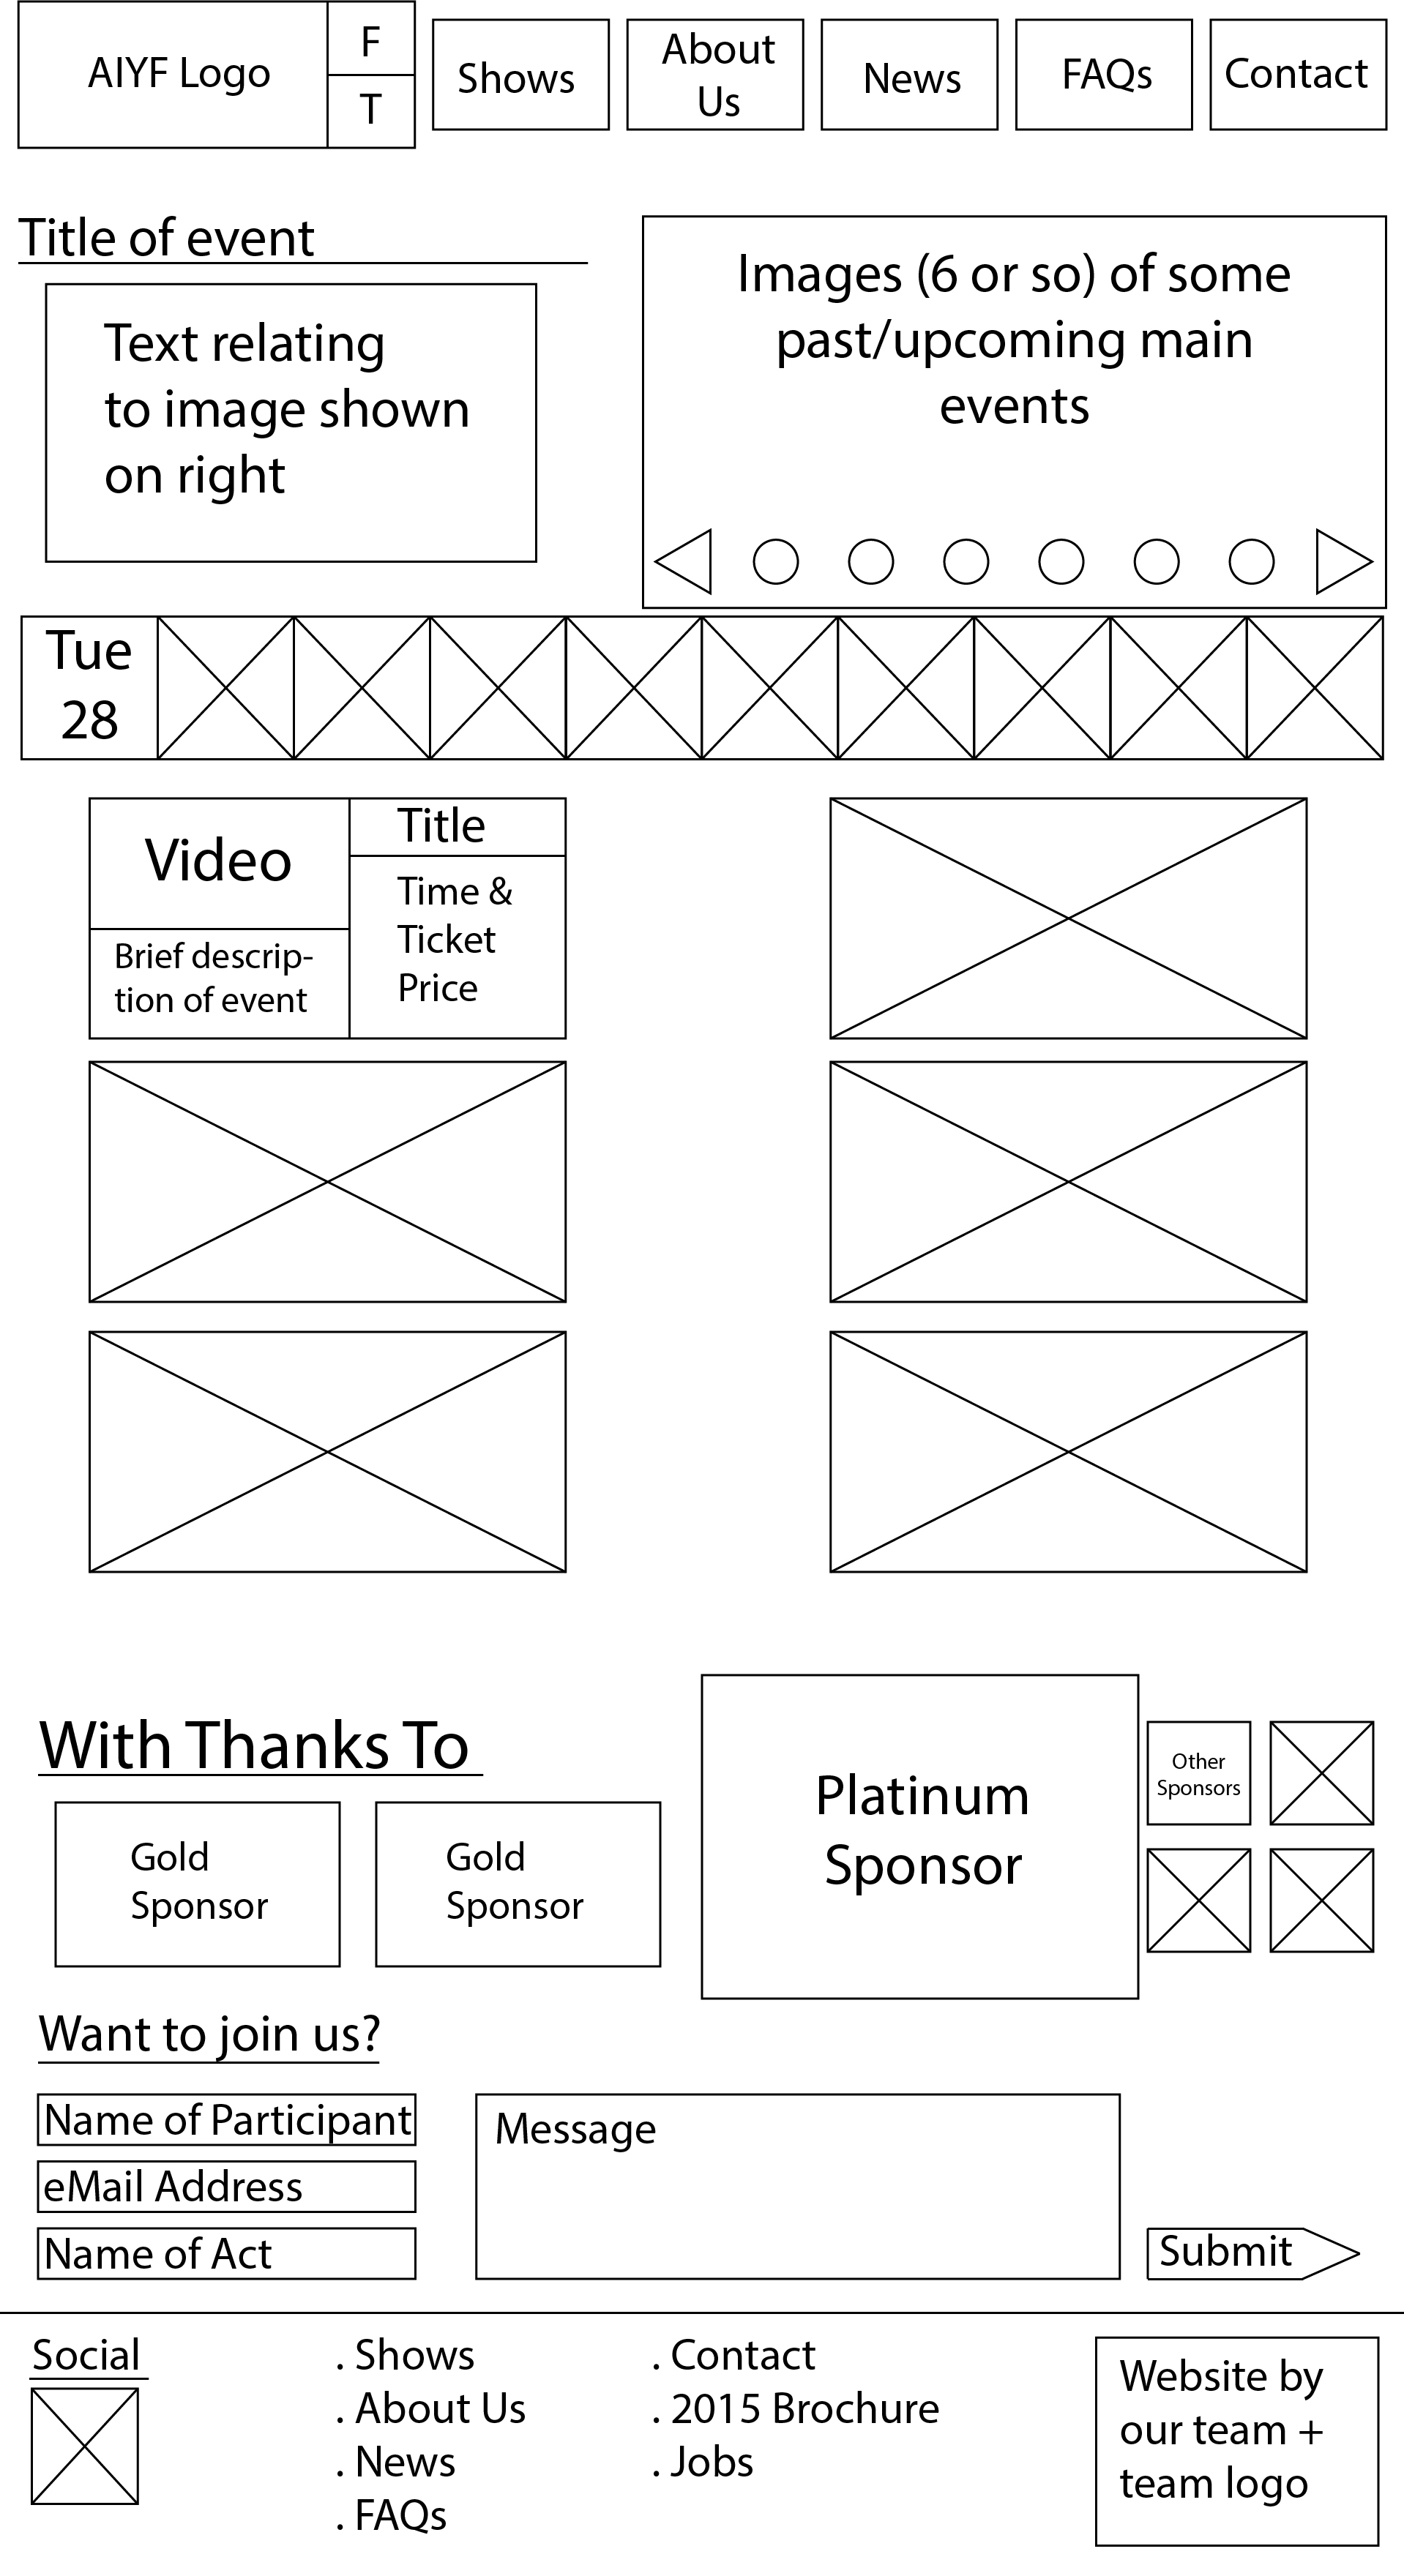 AIYF Logo
F
T
Shows
About
Us
News
FAQs
Contact
Title of event
Text relating
to image shown
on right
Images (6 or so) of some
past/upcoming main
events
Tue
28
Video
Brief descrip-
tion of event
Title
Time &
Ticket
Price
With Thanks To
Gold
Sponsor
Gold
Sponsor
Platinum
Sponsor
Other
Sponsors
Want to join us?
Name of Participant
eMail Address
Name of Act
Message
Submit
Social
. Shows
. About Us
. News
. FAQs
. Contact
. 2015 Brochure
. Jobs
Website by
our team +
team logo